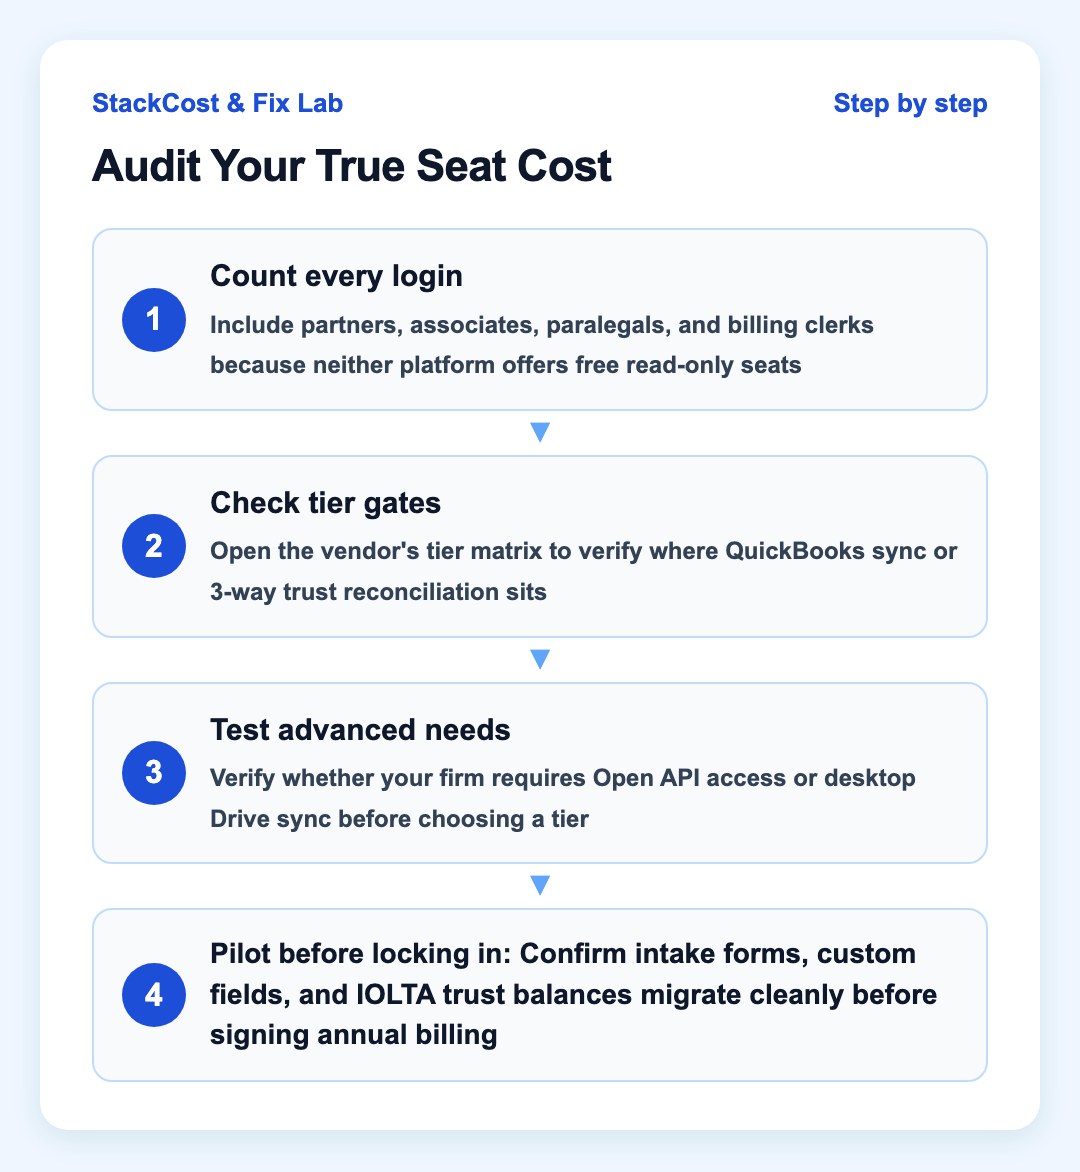 StackCost & Fix Lab
Step by step
Audit Your True Seat Cost
1
Count every login
Include partners, associates, paralegals, and billing clerks
because neither platform offers free read-only seats
2
Check tier gates
Open the vendor's tier matrix to verify where QuickBooks sync or
3-way trust reconciliation sits
3
Test advanced needs
Verify whether your firm requires Open API access or desktop
Drive sync before choosing a tier
4
Pilot before locking in: Confirm intake forms, custom
fields, and IOLTA trust balances migrate cleanly before
signing annual billing